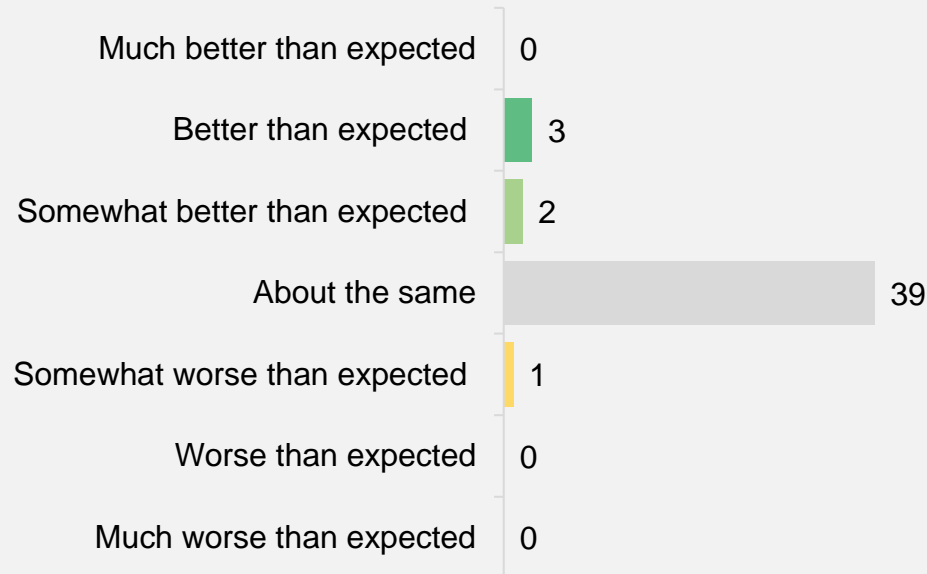 Much better than expected 0
Better than expected 3
Somewhat better than expected 2
About the same 39
Somewhat worse than expected 1
Worse than expected 0
Much worse than expected 0